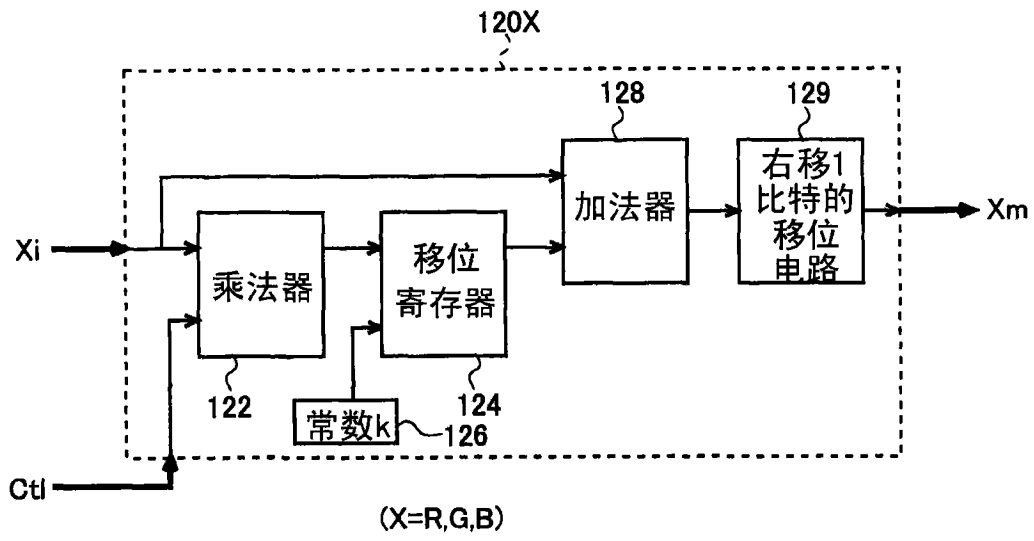 120X
128
129
右移1
比特的
移位
电路
加法器
Xm
Xi
乘法器
移位
寄存器
122
124
常数k
126
Ctl
(X=R,G,B)